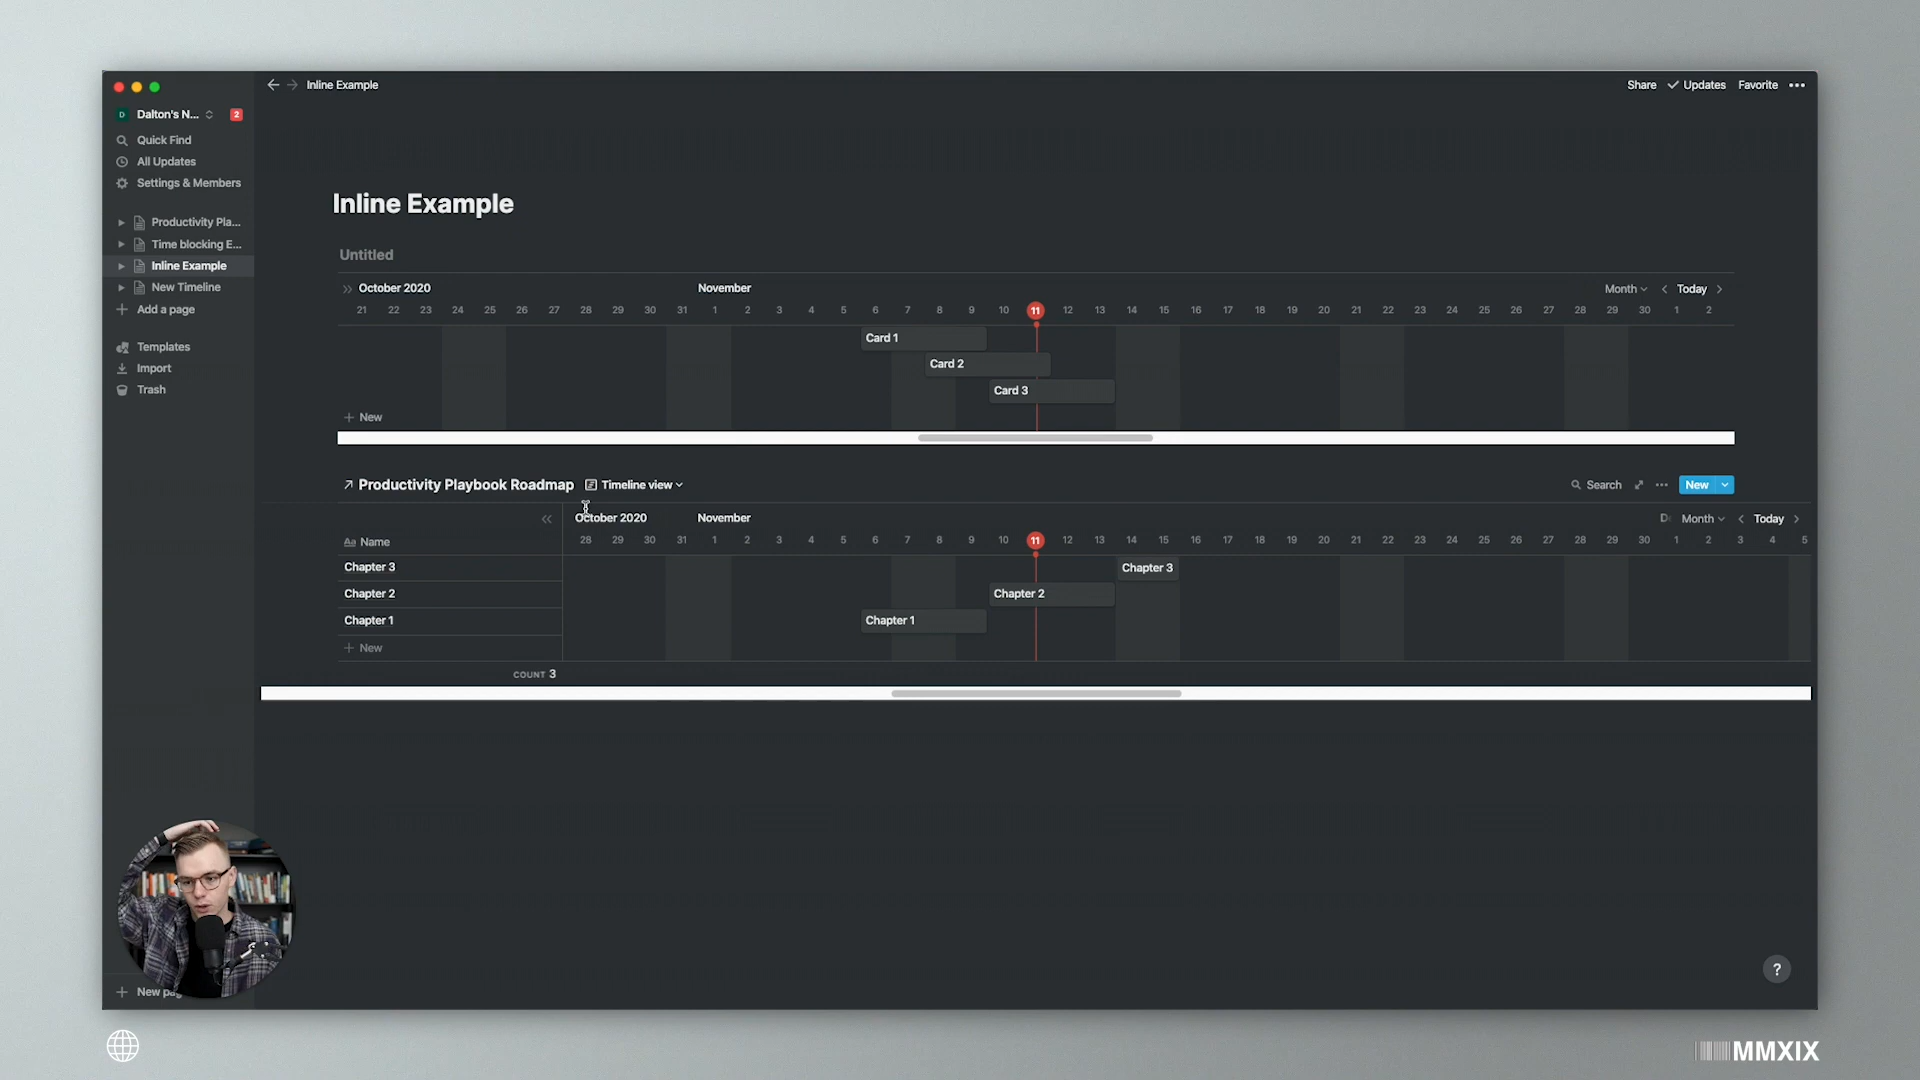 Inline Example
Share
Updates
Favorite
D
Dalton's N...
2
Quick Find
All Updates
Settings & Members
Productivity Pla...
Time blocking E...
Inline Example
New Timeline
Add a page
Templates
Import
Trash
Inline Example
Untitled
October 2020 November Month Today
21 22 23 24 25 26 27 28 29 30 31 1 2 3 4 5 6 7 8 9 10 11 12 13 14 15 16 17 18 19 20 21 22 23 24 25 26 27 28 29 30 1 2
Card 1
Card 2
Card 3
New
Productivity Playbook Roadmap Timeline view Search New
October 2020 November Month Today
Aa Name 28 29 30 31 1 2 3 4 5 6 7 8 9 10 11 12 13 14 15 16 17 18 19 20 21 22 23 24 25 26 27 28 29 30 1 2 3 4 5
Chapter 3 Chapter 3
Chapter 2 Chapter 2
Chapter 1 Chapter 1
New
COUNT 3
?
New
MMXIX